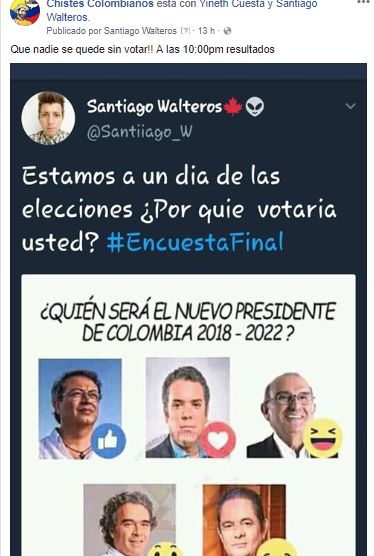 Chistes Colombianos está con Yineth Cuesta y Santiago
Walteros.
Publicado por Santiago Walteros [?] · 13 h ·
Que nadie se quede sin votar!! A las 10:00pm resultados
Santiago Walteros
@Santiiago_W
Estamos a un dia de las
elecciones ¿Por quie votaria
usted? #EncuestaFinal
¿QUIÉN SERÁ EL NUEVO PRESIDENTE
DE COLOMBIA 2018 - 2022 ?